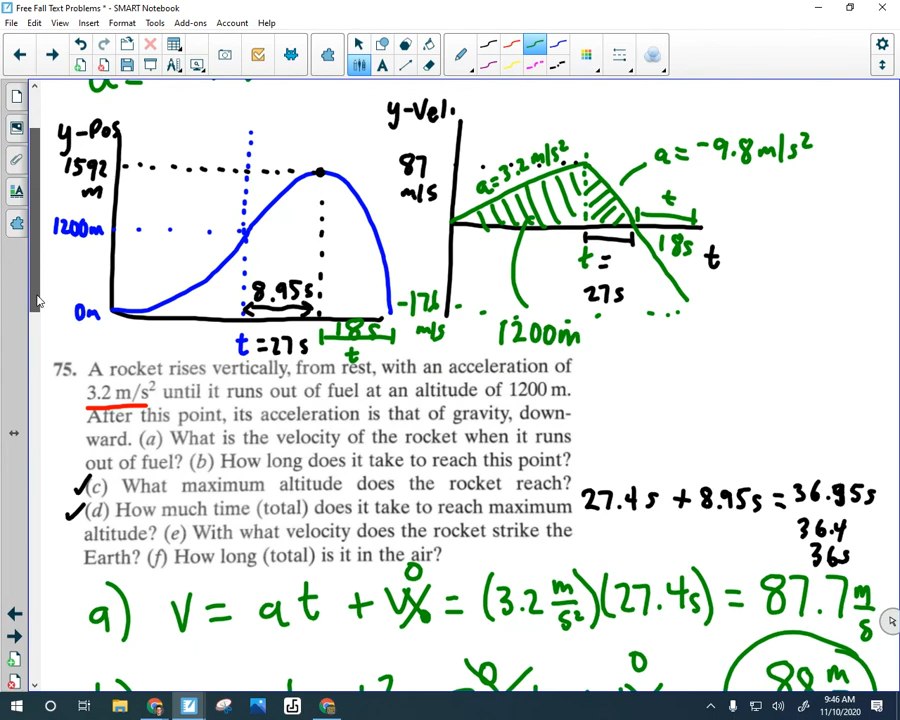 Free Fall Text Problems * - SMART Notebook
File Edit View Insert Format Tools Add-ons Account Help
a =
y-Pos
1592
m
1200m
0m
8.95s
t = 27s
18s
t
y-Vel.
87
m/s
a = 3.2 m/s²
a = -9.8 m/s²
t
18s
t
t =
27s
-176
m/s
1200m
75. A rocket rises vertically, from rest, with an acceleration of
3.2 m/s² until it runs out of fuel at an altitude of 1200 m.
After this point, its acceleration is that of gravity, down-
ward. (a) What is the velocity of the rocket when it runs
out of fuel? (b) How long does it take to reach this point?
(c) What maximum altitude does the rocket reach?
(d) How much time (total) does it take to reach maximum
altitude? (e) With what velocity does the rocket strike the
Earth? (f) How long (total) is it in the air?
27.4s + 8.95s = 36.35s
36.4
36s
a) V = at + V₀ 0 = (3.2 m/s²)(27.4s) = 87.7 m/s
0 0
88 m
9:46 AM
11/10/2020